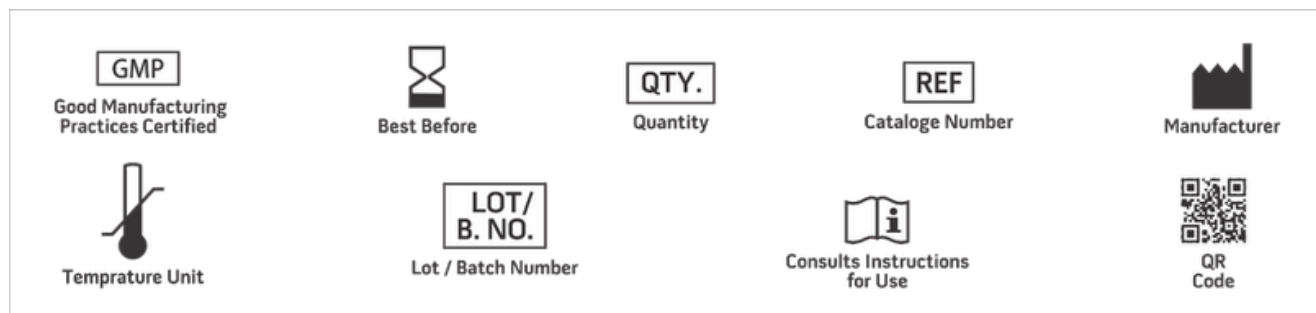 GMP
Good Manufacturing
Practices Certified
Best Before
QTY.
Quantity
REF
Cataloge Number
Manufacturer
Temprature Unit
LOT/
B. NO.
Lot / Batch Number
i
Consults Instructions
for Use
QR
Code